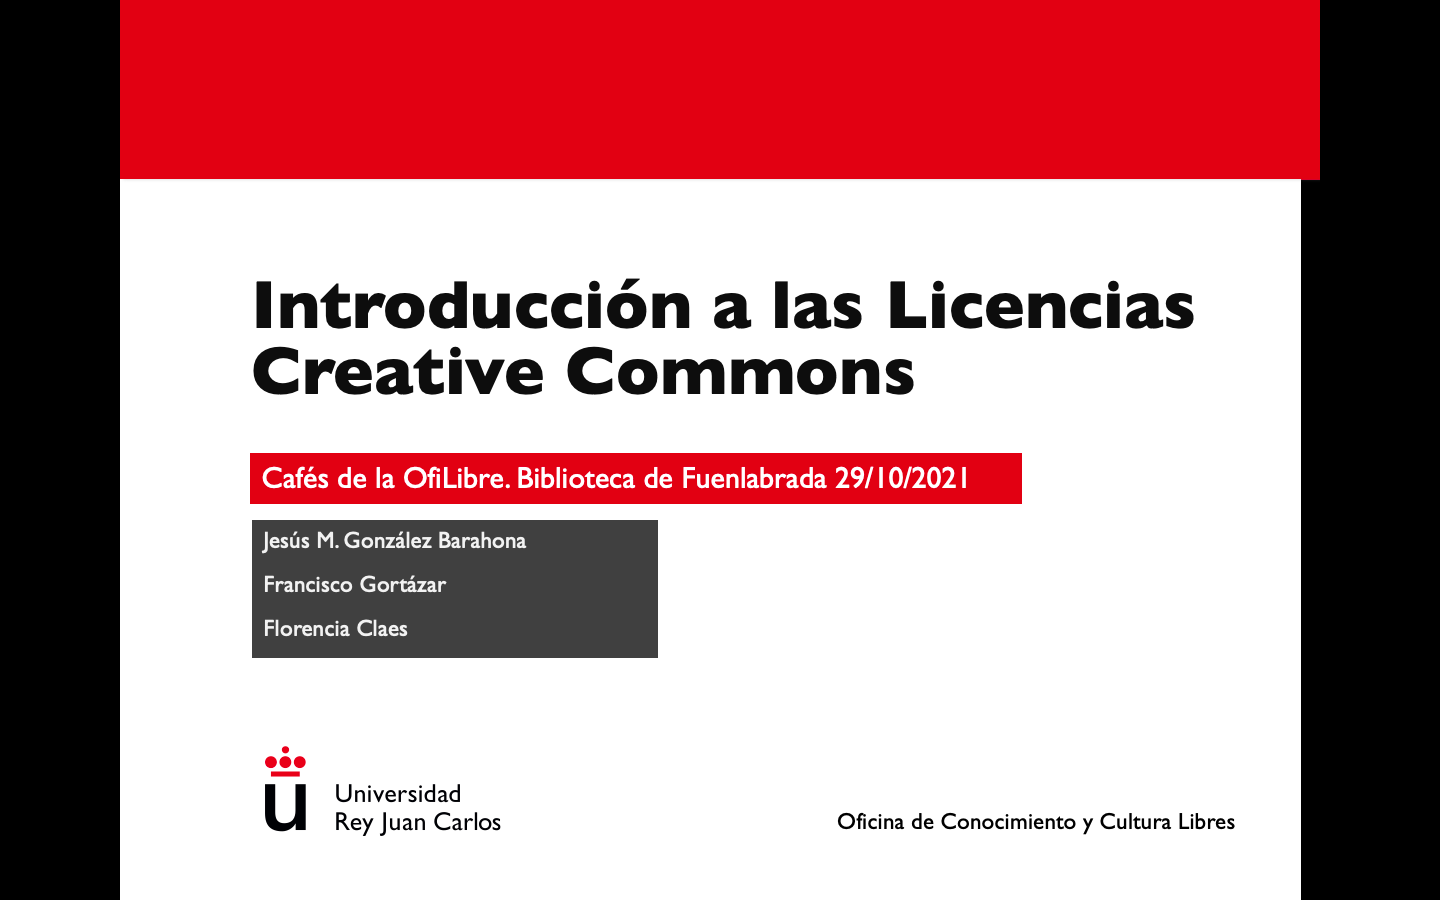 Introducción a las Licencias
Creative Commons
Cafés de la OfiLibre. Biblioteca de Fuenlabrada 29/10/2021
Jesús M. González Barahona
Francisco Gortázar
Florencia Claes
u
Universidad
Rey Juan Carlos
Oficina de Conocimiento y Cultura Libres